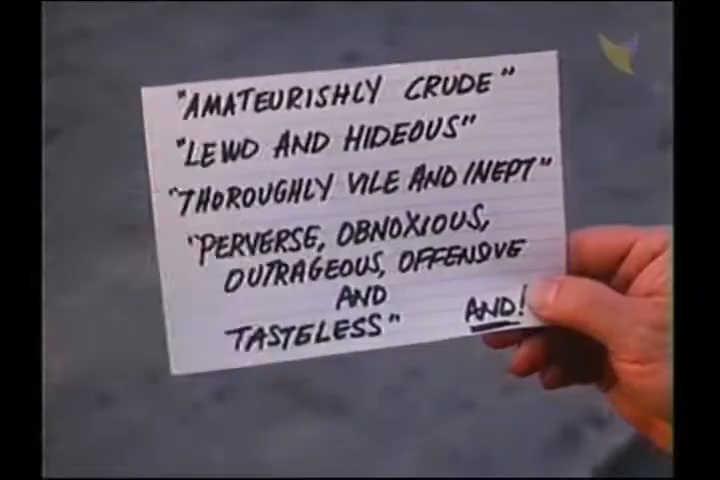 "AMATEURISHLY CRUDE"
"LEWD AND HIDEOUS"
"THOROUGHLY VILE AND INEPT"
"PERVERSE, OBNOXIOUS,
OUTRAGEOUS, OFFENSIVE
AND
TASTELESS" AND!